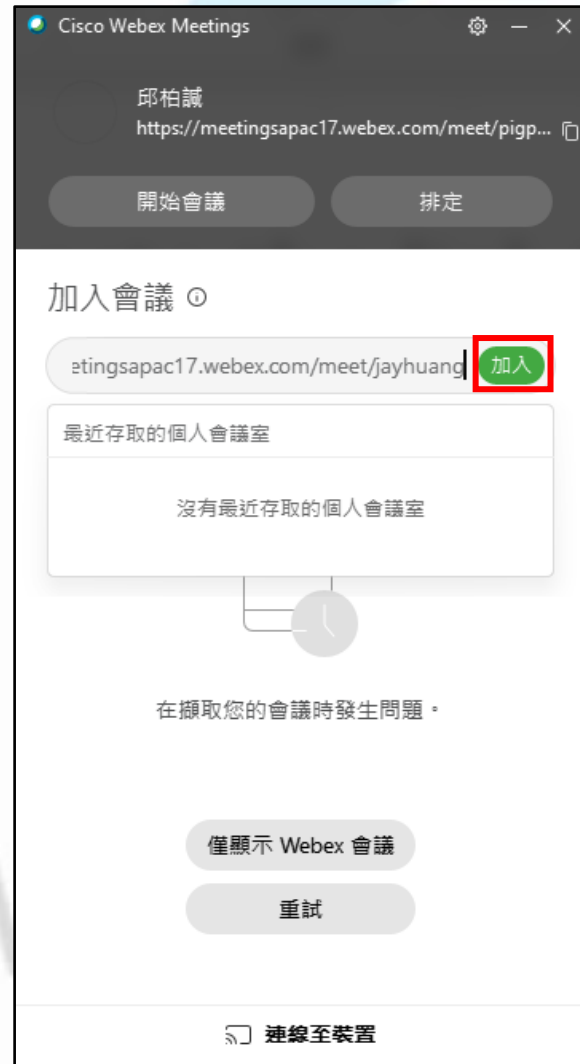 Cisco Webex Meetings
邱柏諴
https://meetingsapac17.webex.com/meet/pigp...
開始會議
排定
加入會議
etingsapac17.webex.com/meet/jayhuang
加入
最近存取的個人會議室
沒有最近存取的個人會議室
在擷取您的會議時發生問題。
僅顯示 Webex 會議
重試
連線至裝置